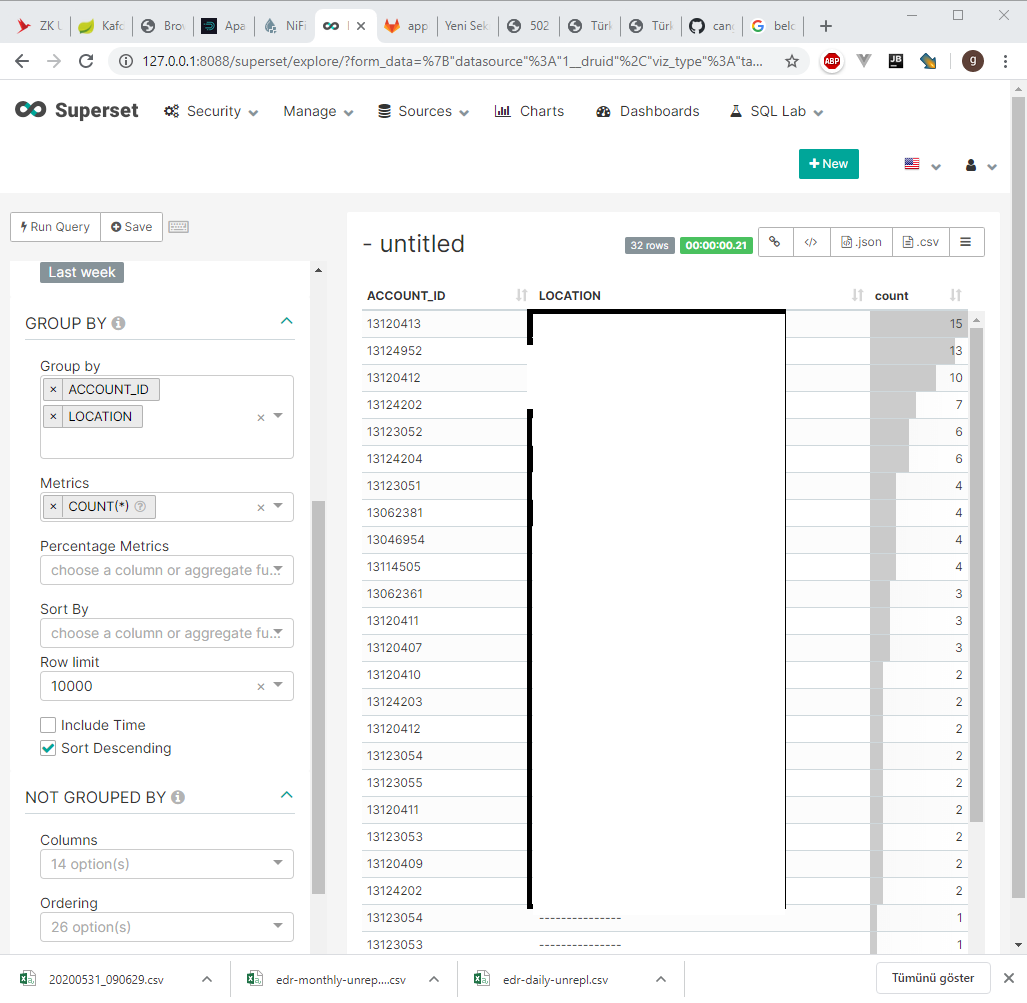 ZK U
Kafc
Brov
Apa
NiFi
app
Yeni Sek
502
Türk
Türk
cang
belc
127.0.0.1:8088/superset/explore/?form_data=%7B"datasource"%3A"1__druid"%2C"viz_type"%3A"ta...
ABP
JB
g
Superset
Security
Manage
Sources
Charts
Dashboards
SQL Lab
+ New
Run Query
Save
- untitled
32 rows
00:00:00.21
</>
.json
.csv
Last week
GROUP BY
Group by
× ACCOUNT_ID
× LOCATION
Metrics
× COUNT(*)
Percentage Metrics
choose a column or aggregate fu...
Sort By
choose a column or aggregate fu...
Row limit
10000
Include Time
Sort Descending
NOT GROUPED BY
Columns
14 option(s)
Ordering
26 option(s)
ACCOUNT_ID LOCATION count
13120413 15
13124952 13
13120412 10
13124202 7
13123052 6
13124204 6
13123051 4
13062381 4
13046954 4
13114505 4
13062361 3
13120411 3
13120407 3
13120410 2
13124203 2
13120412 2
13123054 2
13123055 2
13120411 2
13123053 2
13120409 2
13124202 2
13123054 --------------- 1
13123053 --------------- 1
20200531_090629.csv
edr-monthly-unrep....csv
edr-daily-unrepl.csv
Tümünü göster